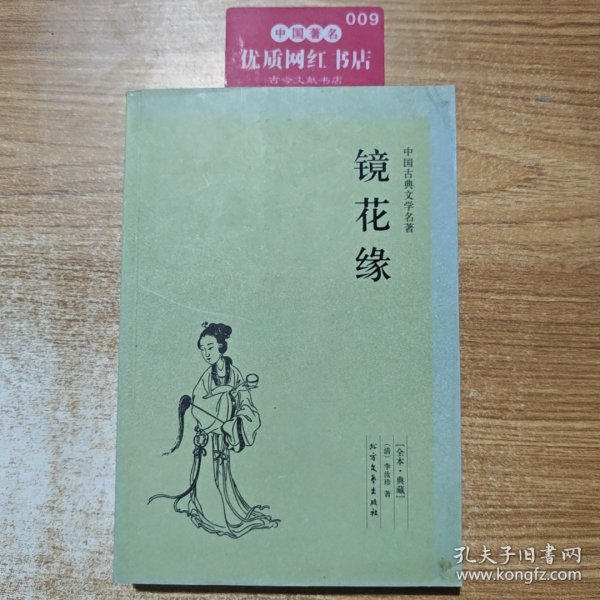 009
中国著名
优质网红书店
古今文献书店
中国古典文学名著
镜花缘
[全本·典藏]
(清)李汝珍 著
北方文艺出版社
孔夫子旧书网
www.kongfz.com